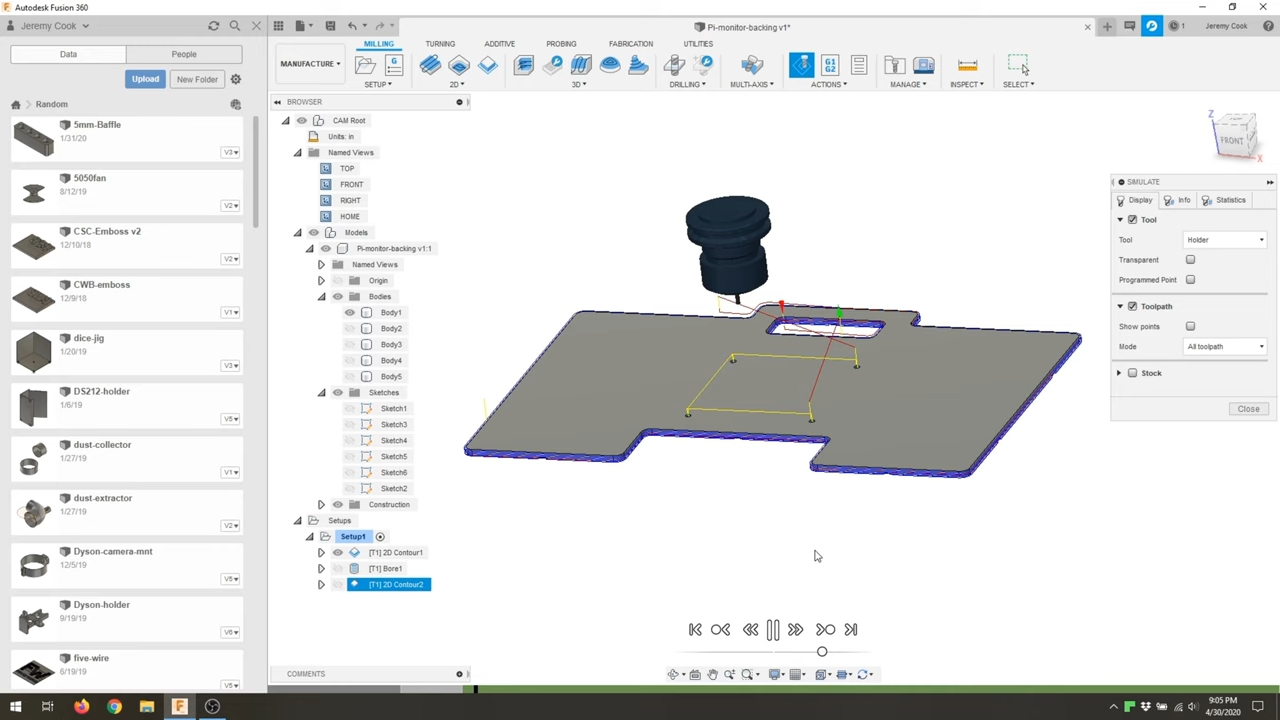 Autodesk Fusion 360
Jeremy Cook
Pi-monitor-backing v1*
1
Jeremy Cook
Data
People
Upload
New Folder
Random
5mm-Baffle
1/31/20
V3
5050fan
8/12/19
V2
CSC-Emboss v2
12/10/18
V2
CWB-emboss
12/9/18
V1
dice-jig
1/20/19
V3
DS212-holder
1/6/19
dust-collector
1/27/19
V1
dust-extractor
1/27/19
V2
Dyson-camera-mnt
12/5/19
Dyson-holder
9/19/19
five-wire
6/19/19
MANUFACTURE
MILLING
TURNING
ADDITIVE
PROBING
FABRICATION
UTILITIES
G
G1
G2
SETUP
2D
3D
DRILLING
MULTI-AXIS
ACTIONS
MANAGE
INSPECT
SELECT
BROWSER
CAM Root
Units: in
Named Views
TOP
FRONT
RIGHT
HOME
Models
Pi-monitor-backing v1:1
Named Views
Origin
Bodies
Body1
Body2
Body3
Body4
Body5
Sketches
Sketch1
Sketch3
Sketch4
Sketch5
Sketch6
Sketch2
Construction
Setups
Setup1
[T1] 2D Contour1
[T1] Bore1
[T1] 2D Contour2
COMMENTS
Z
FRONT
X
SIMULATE
Display
Info
Statistics
Tool
Tool
Holder
Transparent
Programmed Point
Toolpath
Show points
Mode
All toolpath
Stock
Close
9:05 PM
4/30/2020